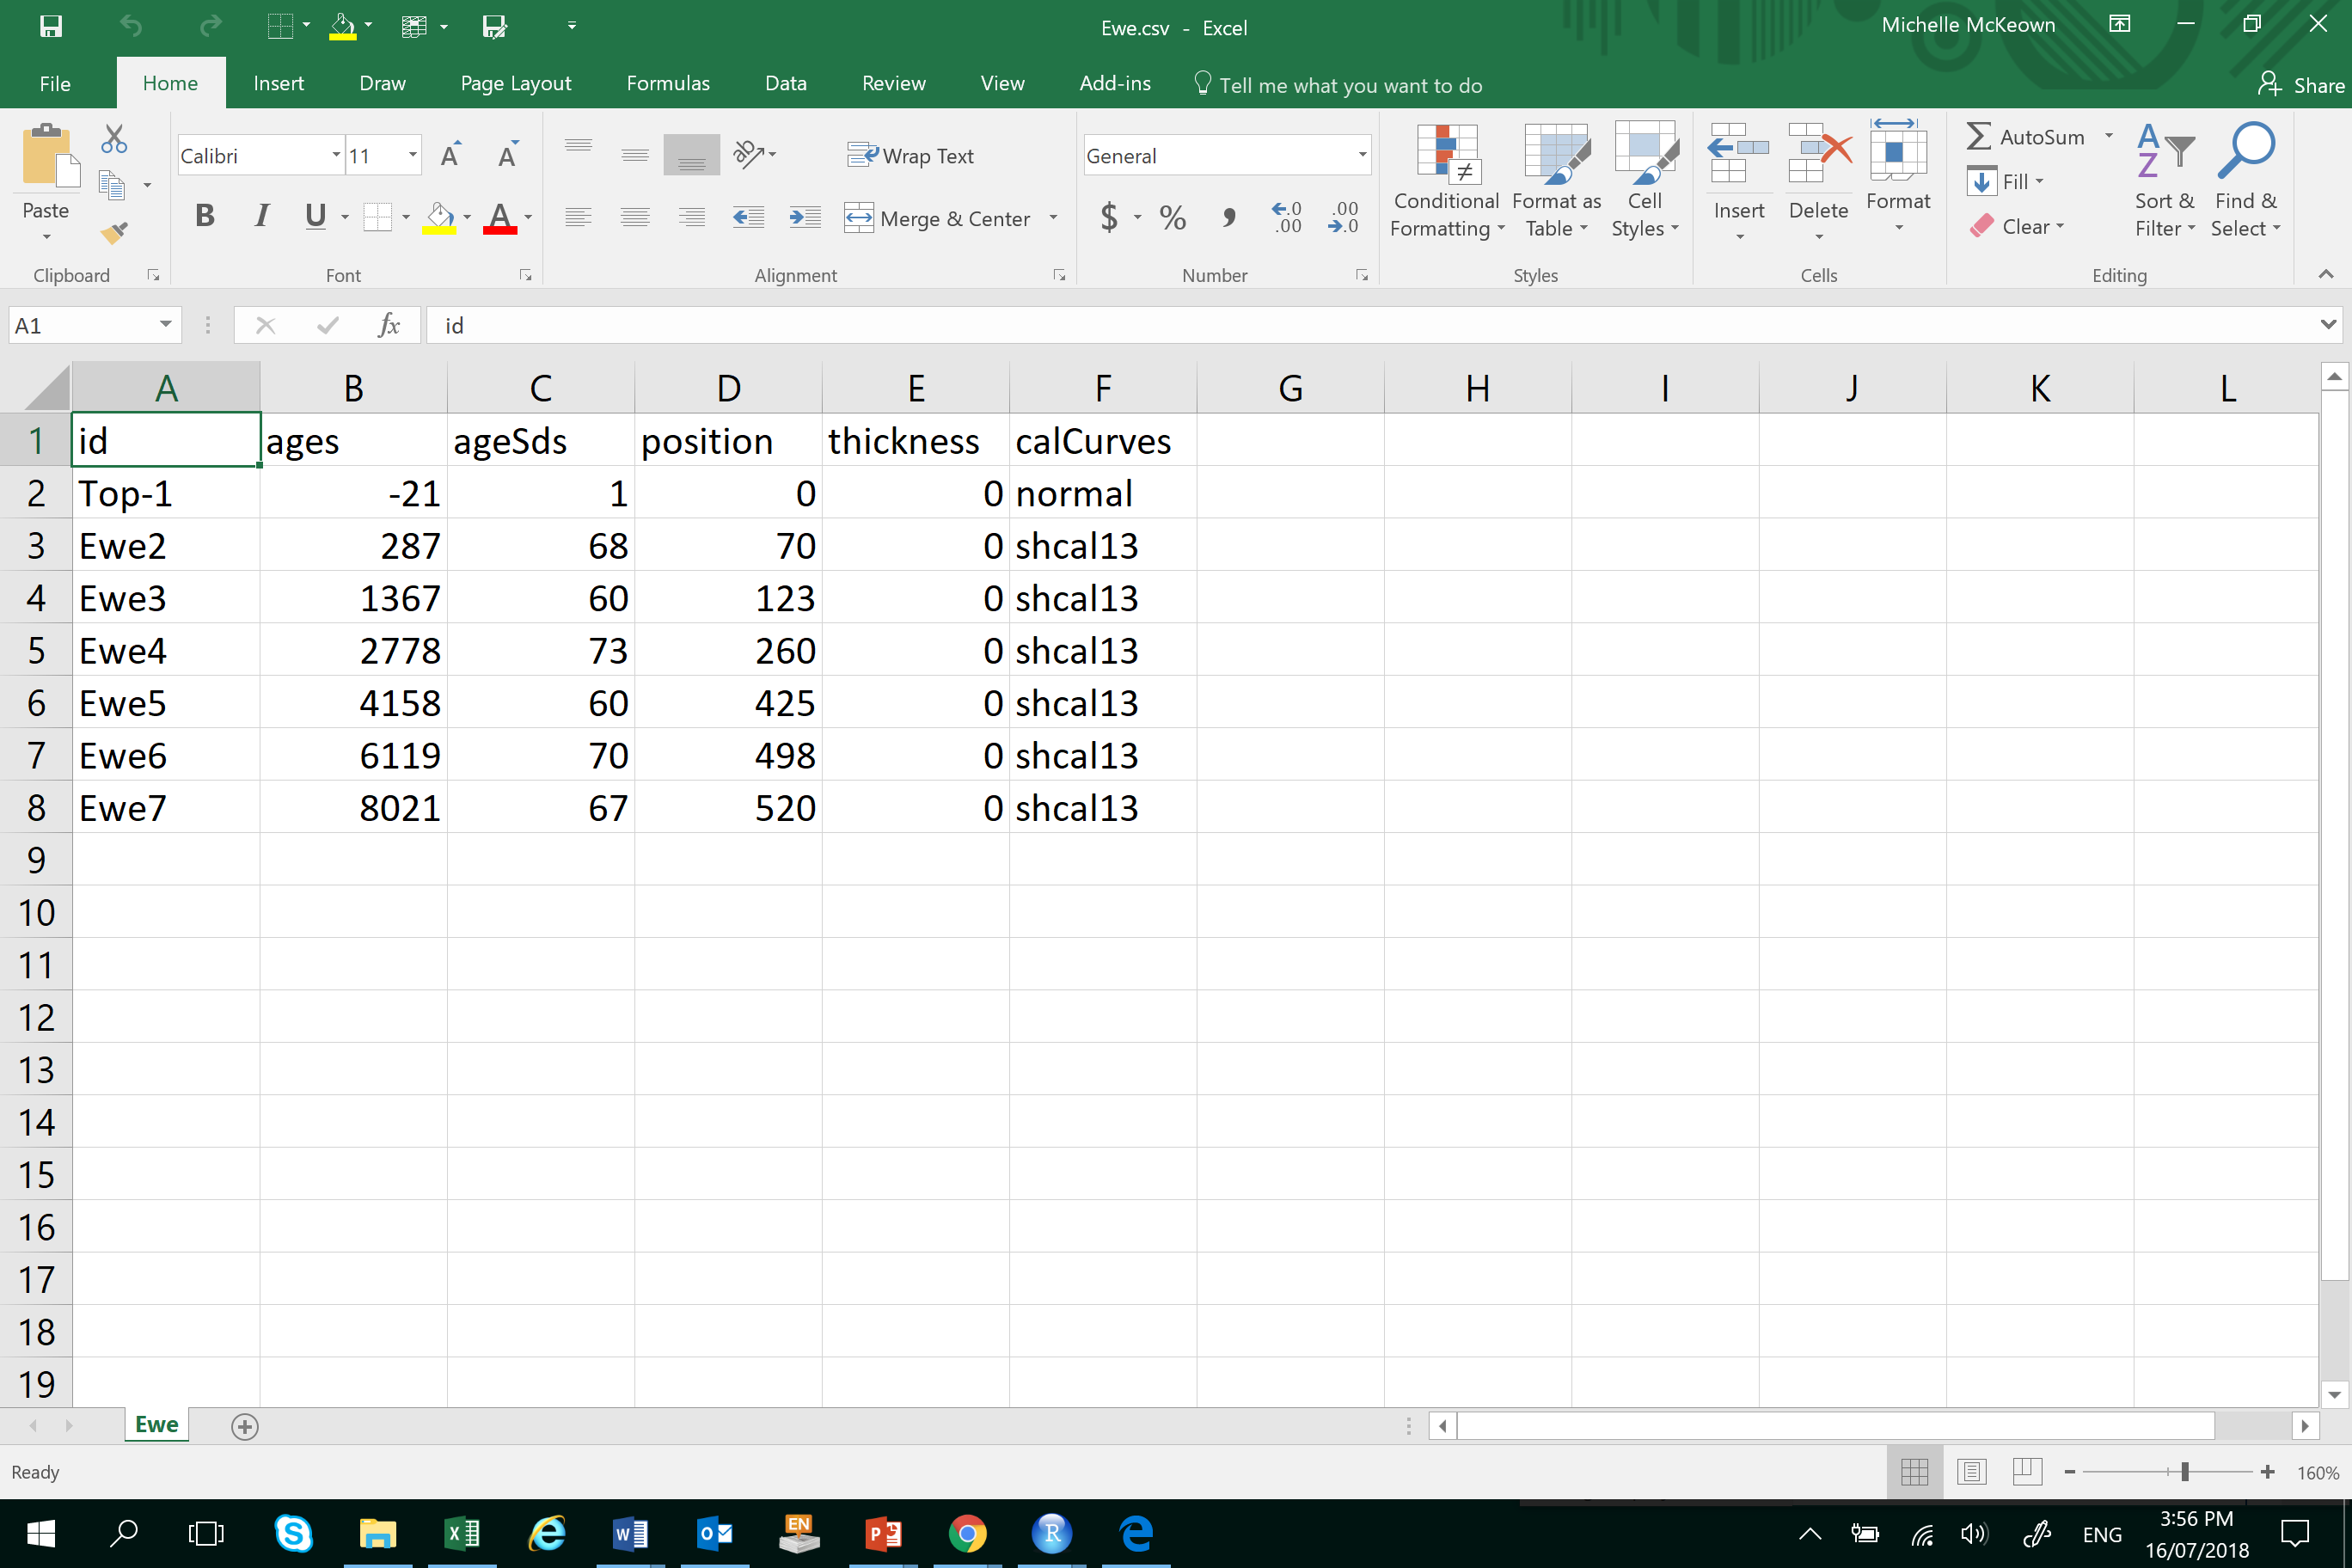 Ewe.csv - Excel
Michelle McKeown
File Home Insert Draw Page Layout Formulas Data Review View Add-ins Tell me what you want to do Share
Calibri 11 Wrap Text General AutoSum
Paste Merge & Center Conditional Formatting Format as Table Cell Styles Insert Delete Format Fill Clear Sort & Filter Find & Select
Clipboard Font Alignment Number Styles Cells Editing
A1 fx id
A B C D E F G H I J K L
1 id ages ageSds position thickness calCurves
2 Top-1 -21 1 0 0 normal
3 Ewe2 287 68 70 0 shcal13
4 Ewe3 1367 60 123 0 shcal13
5 Ewe4 2778 73 260 0 shcal13
6 Ewe5 4158 60 425 0 shcal13
7 Ewe6 6119 70 498 0 shcal13
8 Ewe7 8021 67 520 0 shcal13
9
10
11
12
13
14
15
16
17
18
19
Ewe
Ready 160%
ENG 3:56 PM
16/07/2018